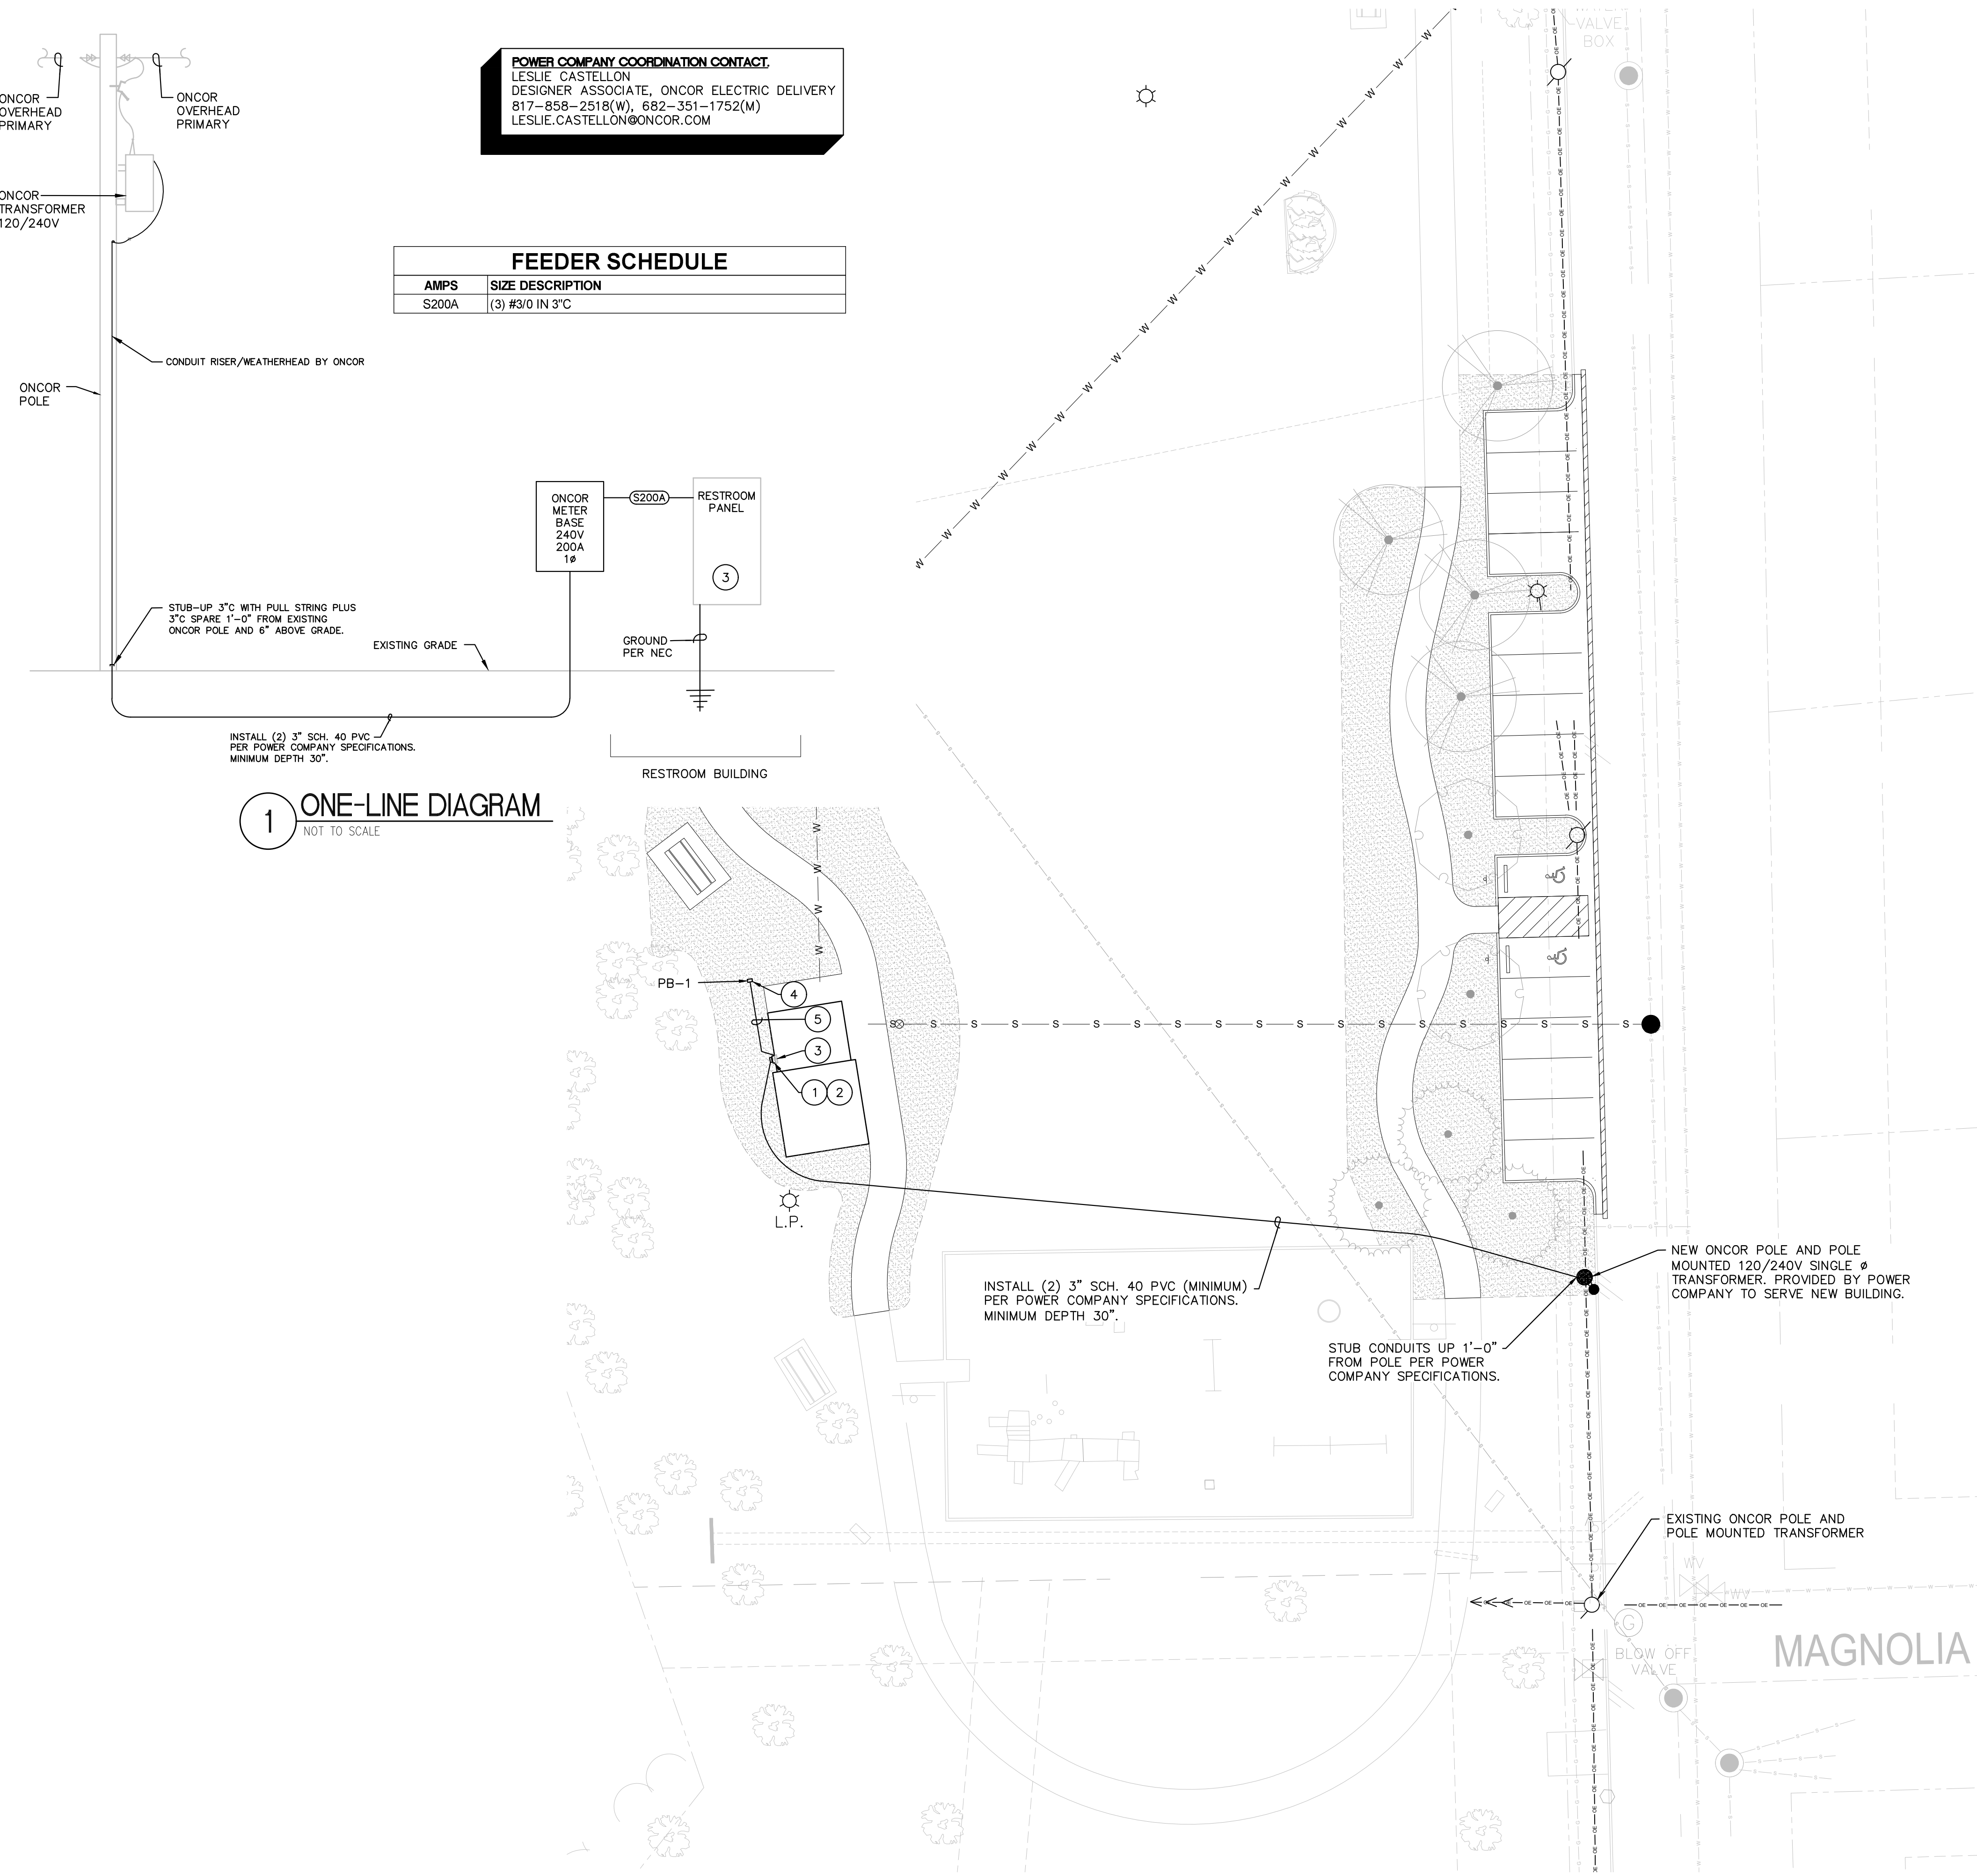 POWER COMPANY COORDINATION CONTACT.
LESLIE CASTELLON
DESIGNER ASSOCIATE, ONCOR ELECTRIC DELIVERY
817-858-2518(W), 682-351-1752(M)
LESLIE.CASTELLON@ONCOR.COM
ONCOR
OVERHEAD
PRIMARY
ONCOR
OVERHEAD
PRIMARY
ONCOR
TRANSFORMER
120/240V
FEEDER SCHEDULE
AMPS SIZE DESCRIPTION
S200A (3) #3/0 IN 3"C
CONDUIT RISER/WEATHERHEAD BY ONCOR
ONCOR
POLE
ONCOR
METER
BASE
240V
200A
1ø
S200A
RESTROOM
PANEL
3
STUB-UP 3"C WITH PULL STRING PLUS
3"C SPARE 1'-0" FROM EXISTING
ONCOR POLE AND 6" ABOVE GRADE.
EXISTING GRADE
GROUND
PER NEC
INSTALL (2) 3" SCH. 40 PVC
PER POWER COMPANY SPECIFICATIONS.
MINIMUM DEPTH 30".
RESTROOM BUILDING
1 ONE-LINE DIAGRAM
NOT TO SCALE
VALVE
BOX
PB-1
4
5
3
1 2
L.P.
INSTALL (2) 3" SCH. 40 PVC (MINIMUM)
PER POWER COMPANY SPECIFICATIONS.
MINIMUM DEPTH 30".
NEW ONCOR POLE AND POLE
MOUNTED 120/240V SINGLE ø
TRANSFORMER. PROVIDED BY POWER
COMPANY TO SERVE NEW BUILDING.
STUB CONDUITS UP 1'-0"
FROM POLE PER POWER
COMPANY SPECIFICATIONS.
EXISTING ONCOR POLE AND
POLE MOUNTED TRANSFORMER
WV
WV
G
BLOW OFF
VALVE
MAGNOLIA